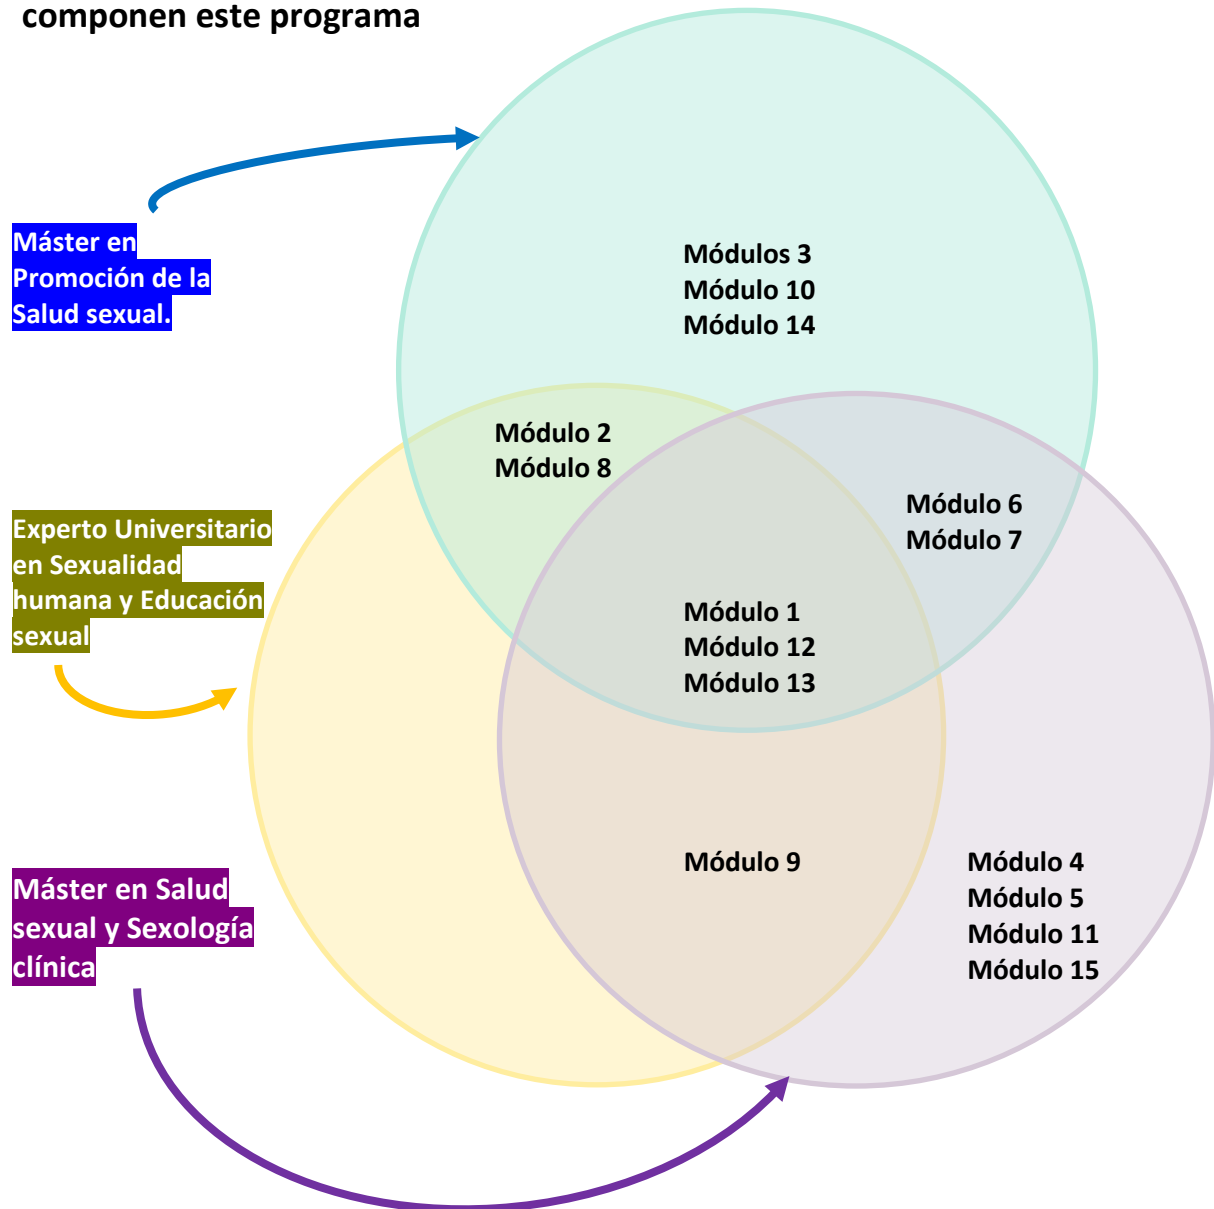 componen este programa
Máster en
Promoción de la
Salud sexual.
Módulos 3
Módulo 10
Módulo 14
Módulo 2
Módulo 8
Experto Universitario
en Sexualidad
humana y Educación
sexual
Módulo 6
Módulo 7
Módulo 1
Módulo 12
Módulo 13
Máster en Salud
sexual y Sexología
clínica
Módulo 9
Módulo 4
Módulo 5
Módulo 11
Módulo 15